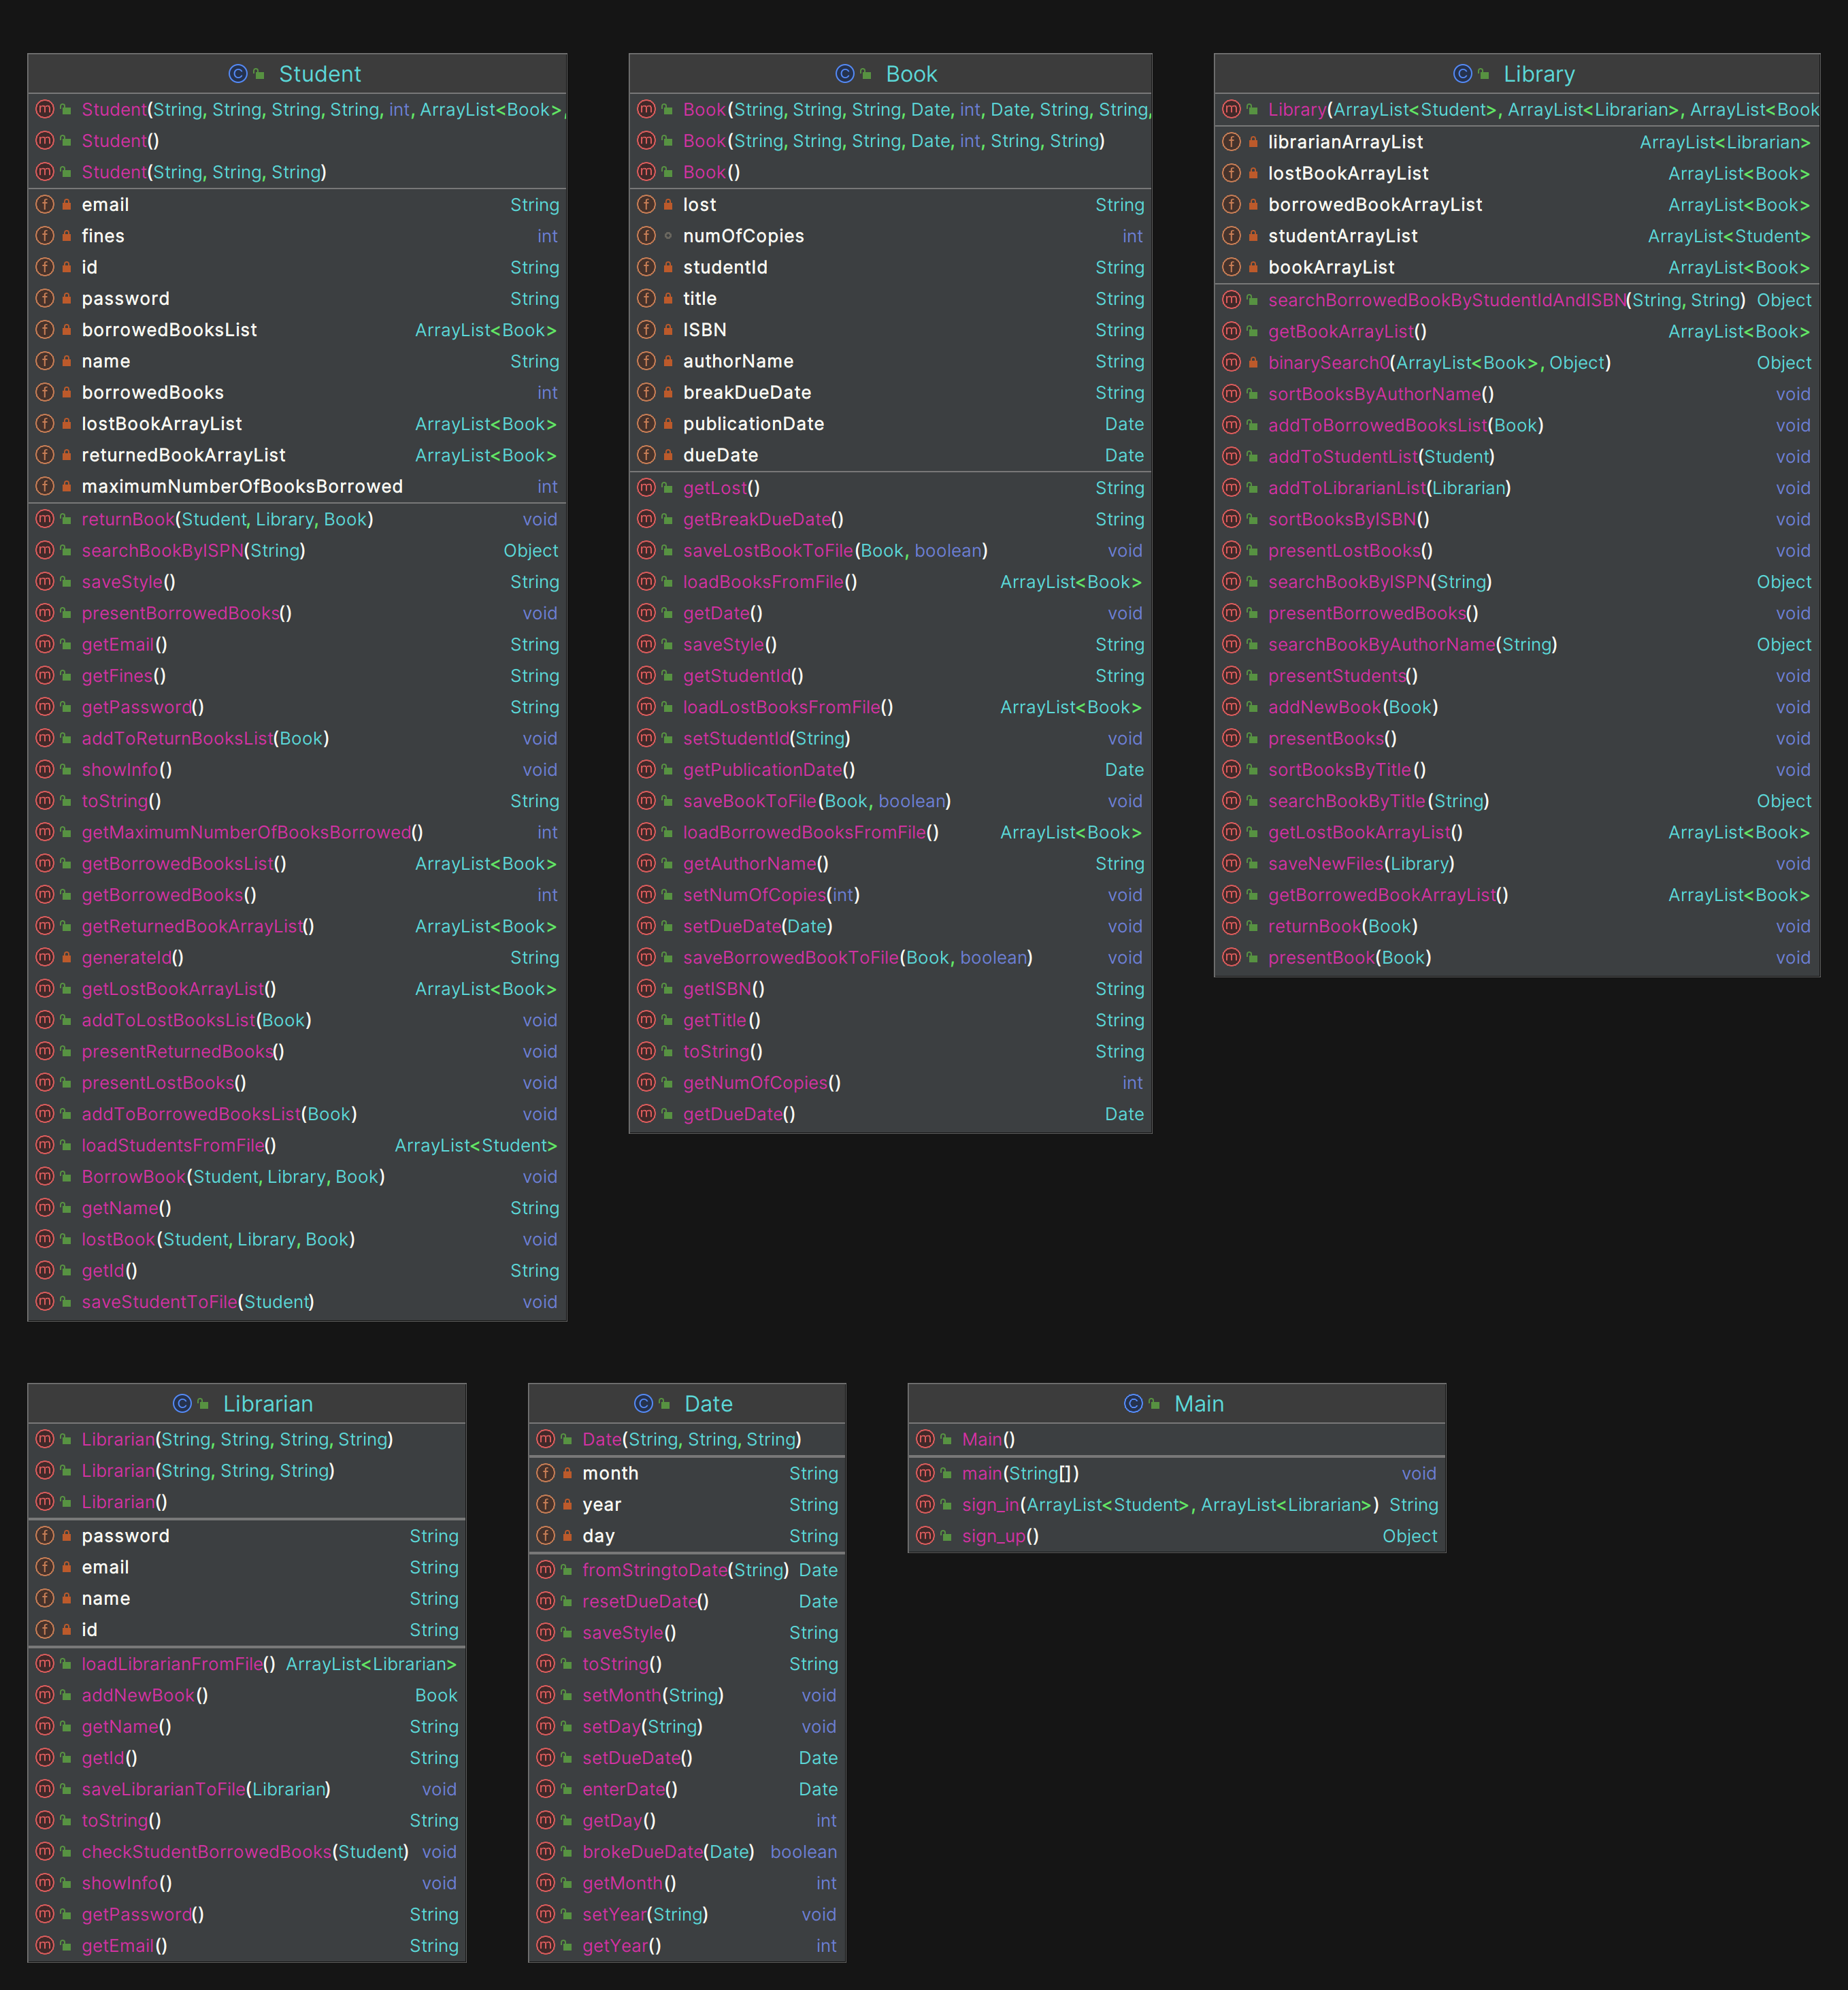 Student
Student(String, String, String, String, int, ArrayList<Book>,
Student()
Student(String, String, String)
email String
fines int
id String
password String
borrowedBooksList ArrayList<Book>
name String
borrowedBooks int
lostBookArrayList ArrayList<Book>
returnedBookArrayList ArrayList<Book>
maximumNumberOfBooksBorrowed int
returnBook(Student, Library, Book) void
searchBookByISPN(String) Object
saveStyle() String
presentBorrowedBooks() void
getEmail() String
getFines() String
getPassword() String
addToReturnBooksList(Book) void
showInfo() void
toString() String
getMaximumNumberOfBooksBorrowed() int
getBorrowedBooksList() ArrayList<Book>
getBorrowedBooks() int
getReturnedBookArrayList() ArrayList<Book>
generateId() String
getLostBookArrayList() ArrayList<Book>
addToLostBooksList(Book) void
presentReturnedBooks() void
presentLostBooks() void
addToBorrowedBooksList(Book) void
loadStudentsFromFile() ArrayList<Student>
BorrowBook(Student, Library, Book) void
getName() String
lostBook(Student, Library, Book) void
getId() String
saveStudentToFile(Student) void
Book
Book(String, String, String, Date, int, Date, String, String,
Book(String, String, String, Date, int, String, String)
Book()
lost String
numOfCopies int
studentId String
title String
ISBN String
authorName String
breakDueDate String
publicationDate Date
dueDate Date
getLost() String
getBreakDueDate() String
saveLostBookToFile(Book, boolean) void
loadBooksFromFile() ArrayList<Book>
getDate() void
saveStyle() String
getStudentId() String
loadLostBooksFromFile() ArrayList<Book>
setStudentId(String) void
getPublicationDate() Date
saveBookToFile(Book, boolean) void
loadBorrowedBooksFromFile() ArrayList<Book>
getAuthorName() String
setNumOfCopies(int) void
setDueDate(Date) void
saveBorrowedBookToFile(Book, boolean) void
getISBN() String
getTitle() String
toString() String
getNumOfCopies() int
getDueDate() Date
Library
Library(ArrayList<Student>, ArrayList<Librarian>, ArrayList<Book
librarianArrayList ArrayList<Librarian>
lostBookArrayList ArrayList<Book>
borrowedBookArrayList ArrayList<Book>
studentArrayList ArrayList<Student>
bookArrayList ArrayList<Book>
searchBorrowedBookByStudentIdAndISBN(String, String) Object
getBookArrayList() ArrayList<Book>
binarySearch0(ArrayList<Book>, Object) Object
sortBooksByAuthorName() void
addToBorrowedBooksList(Book) void
addToStudentList(Student) void
addToLibrarianList(Librarian) void
sortBooksByISBN() void
presentLostBooks() void
searchBookByISPN(String) Object
presentBorrowedBooks() void
searchBookByAuthorName(String) Object
presentStudents() void
addNewBook(Book) void
presentBooks() void
sortBooksByTitle() void
searchBookByTitle(String) Object
getLostBookArrayList() ArrayList<Book>
saveNewFiles(Library) void
getBorrowedBookArrayList() ArrayList<Book>
returnBook(Book) void
presentBook(Book) void
Librarian
Librarian(String, String, String, String)
Librarian(String, String, String)
Librarian()
password String
email String
name String
id String
loadLibrarianFromFile() ArrayList<Librarian>
addNewBook() Book
getName() String
getId() String
saveLibrarianToFile(Librarian) void
toString() String
checkStudentBorrowedBooks(Student) void
showInfo() void
getPassword() String
getEmail() String
Date
Date(String, String, String)
month String
year String
day String
fromStringtoDate(String) Date
resetDueDate() Date
saveStyle() String
toString() String
setMonth(String) void
setDay(String) void
setDueDate() Date
enterDate() Date
getDay() int
brokeDueDate(Date) boolean
getMonth() int
setYear(String) void
getYear() int
Main
Main()
main(String[]) void
sign_in(ArrayList<Student>, ArrayList<Librarian>) String
sign_up() Object